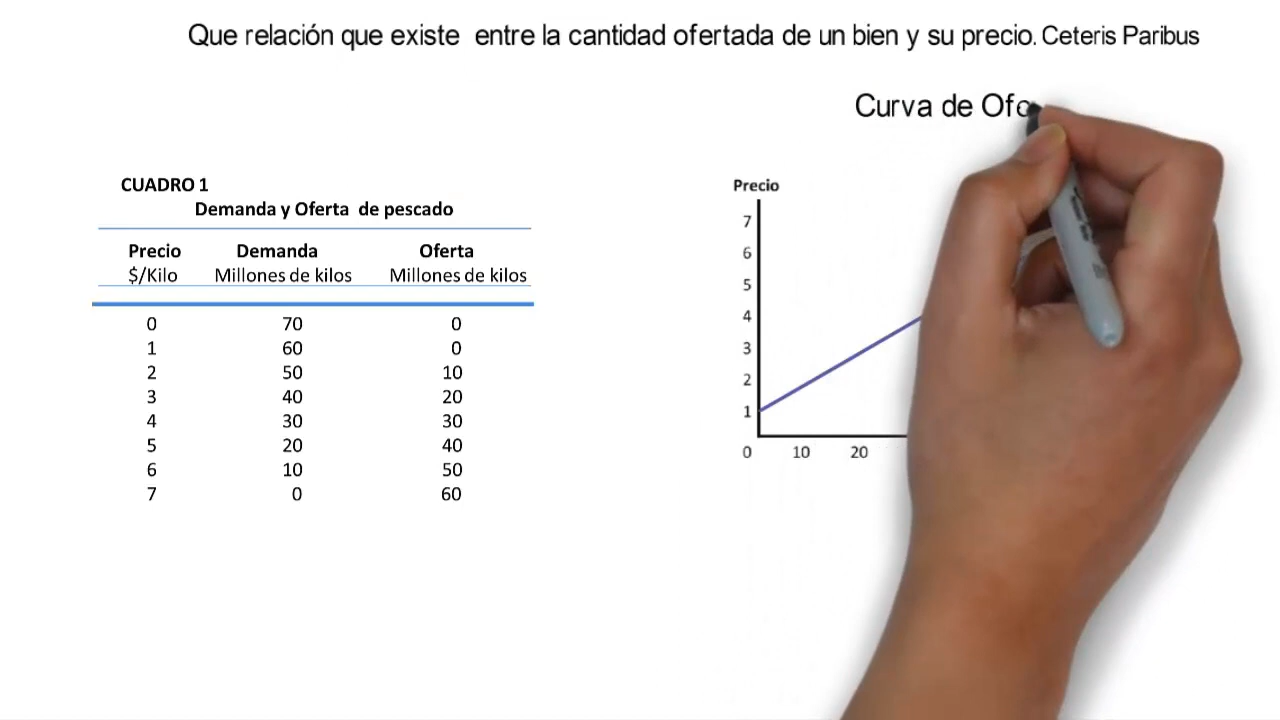 Que relación que existe entre la cantidad ofertada de un bien y su precio. Ceteris Paribus
Curva de Ofe
CUADRO 1
Demanda y Oferta de pescado
Precio Demanda Oferta
$/Kilo Millones de kilos Millones de kilos
0 70 0
1 60 0
2 50 10
3 40 20
4 30 30
5 20 40
6 10 50
7 0 60
Precio
7
6
5
4
3
2
1
0 10 20